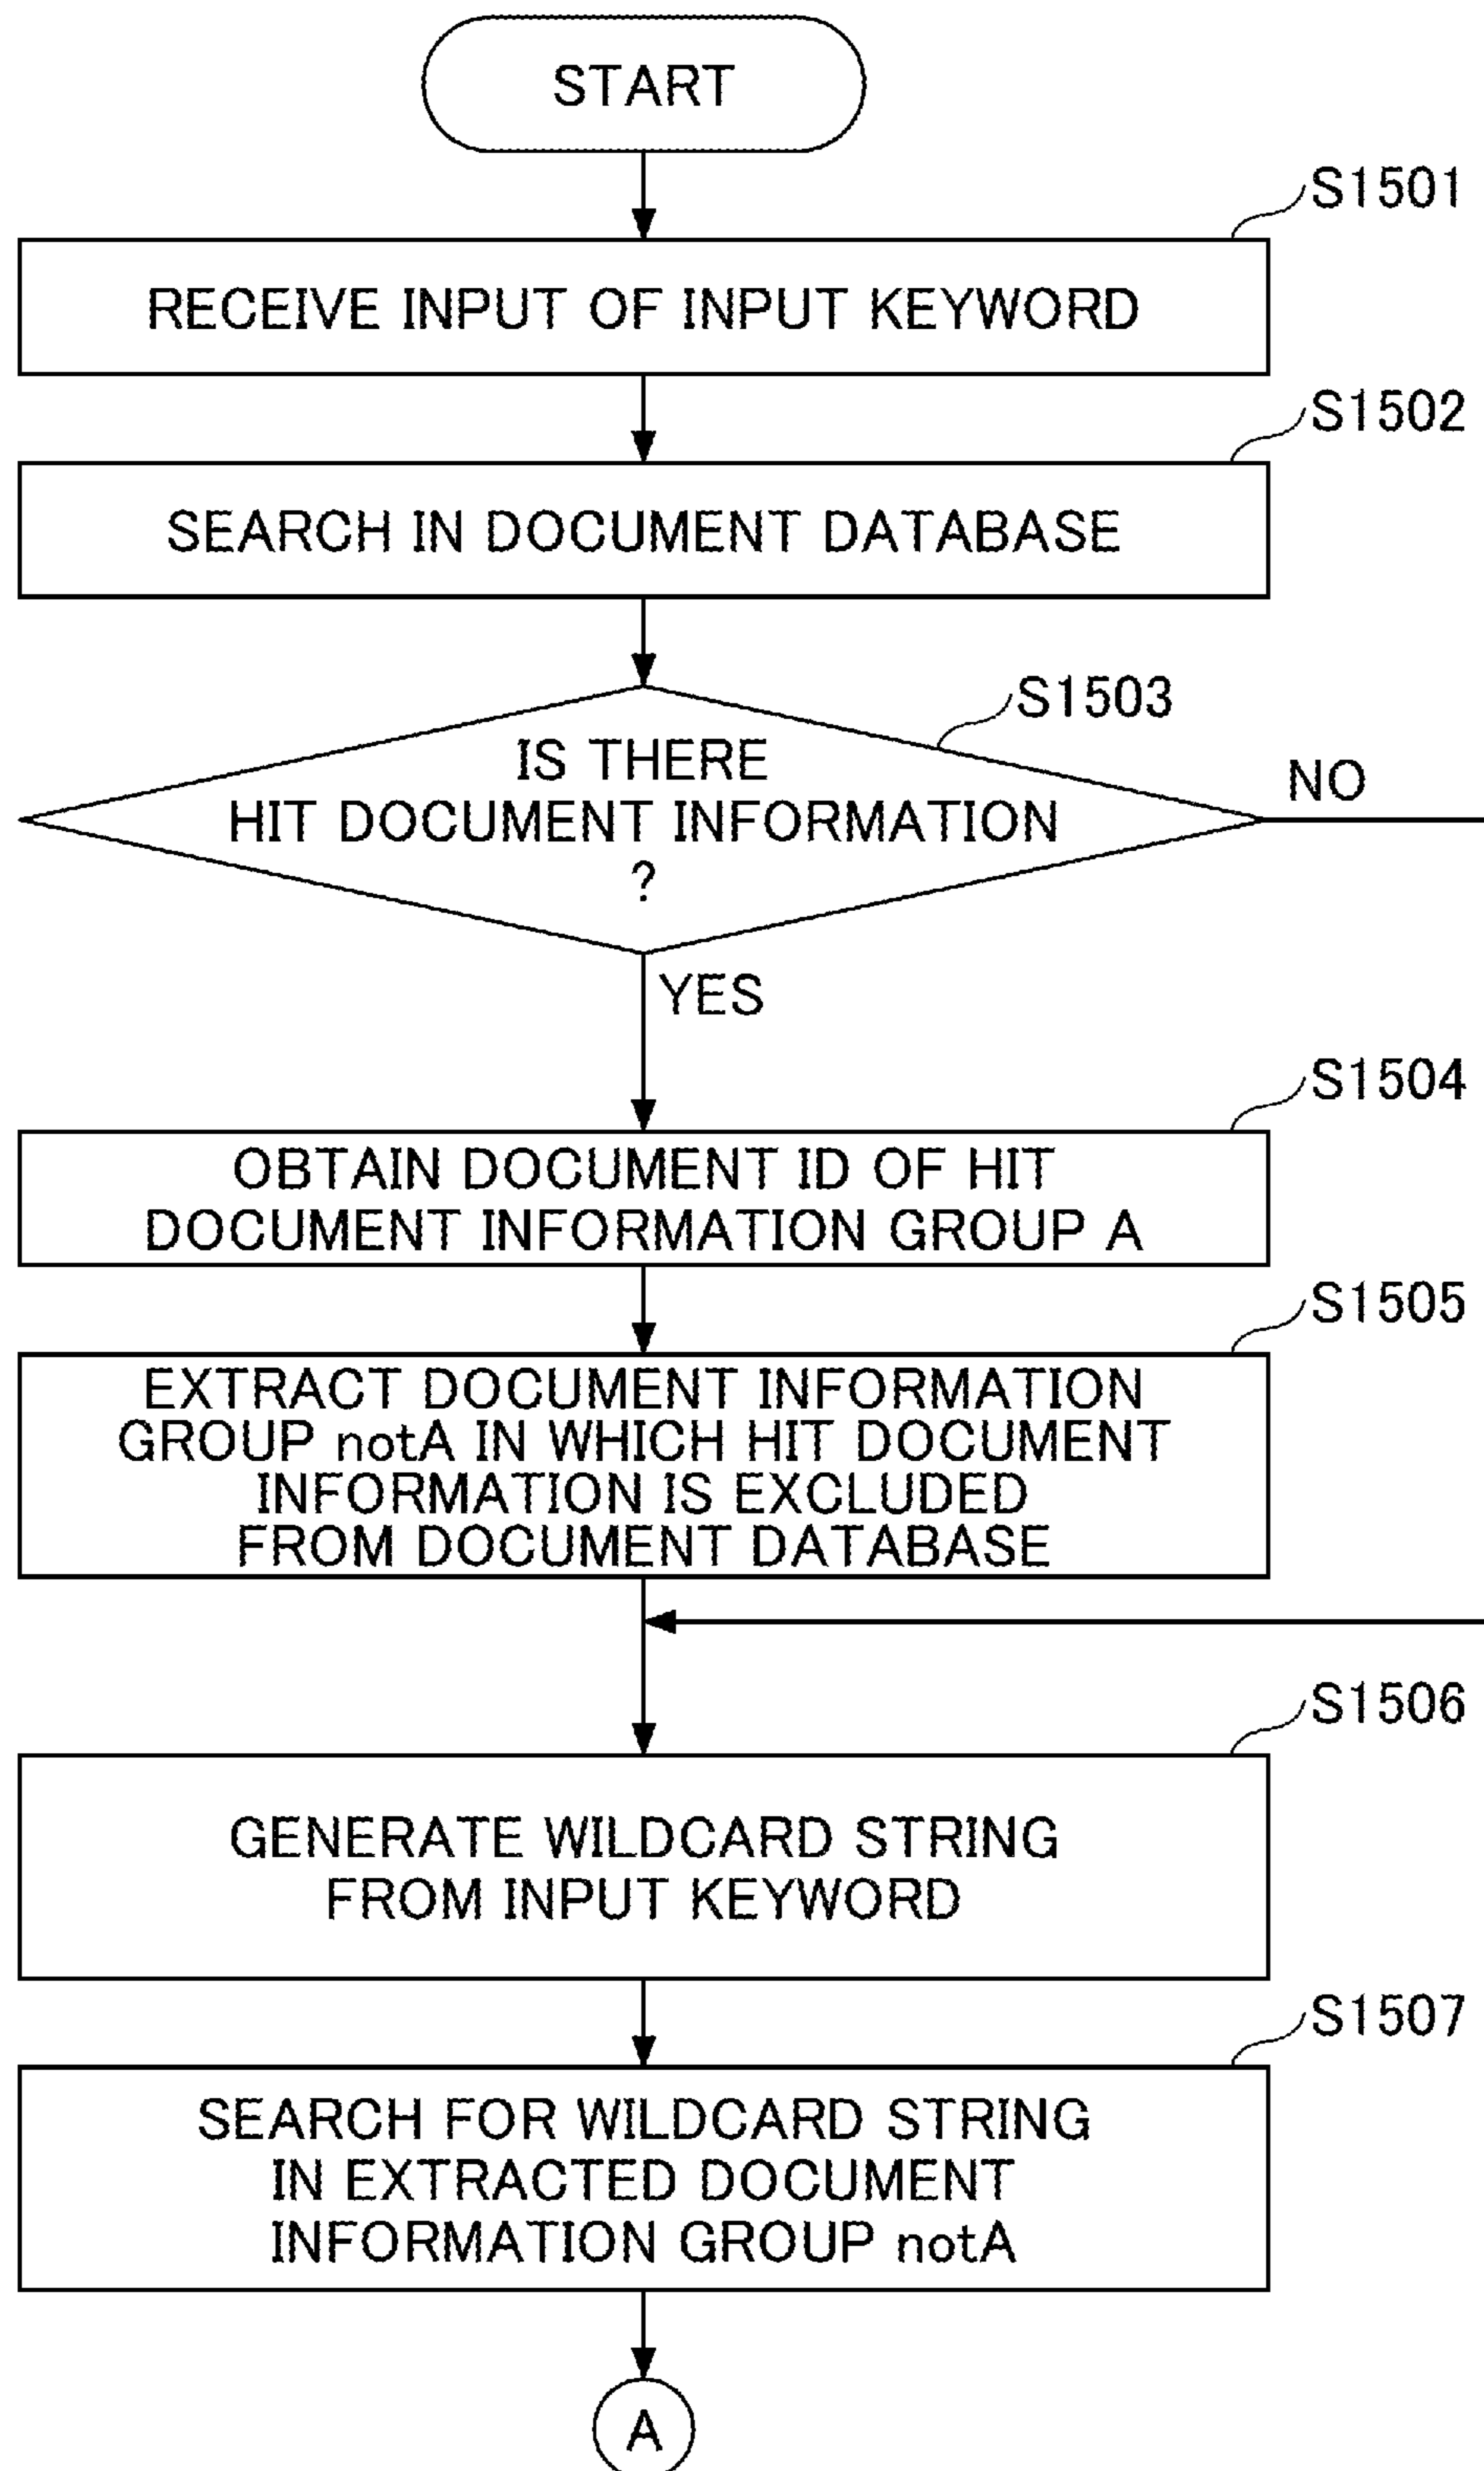 START
S1501
RECEIVE INPUT OF INPUT KEYWORD
S1502
SEARCH IN DOCUMENT DATABASE
S1503
IS THERE
HIT DOCUMENT INFORMATION
?
NO
YES
S1504
OBTAIN DOCUMENT ID OF HIT
DOCUMENT INFORMATION GROUP A
S1505
EXTRACT DOCUMENT INFORMATION
GROUP notA IN WHICH HIT DOCUMENT
INFORMATION IS EXCLUDED
FROM DOCUMENT DATABASE
S1506
GENERATE WILDCARD STRING
FROM INPUT KEYWORD
S1507
SEARCH FOR WILDCARD STRING
IN EXTRACTED DOCUMENT
INFORMATION GROUP notA
A